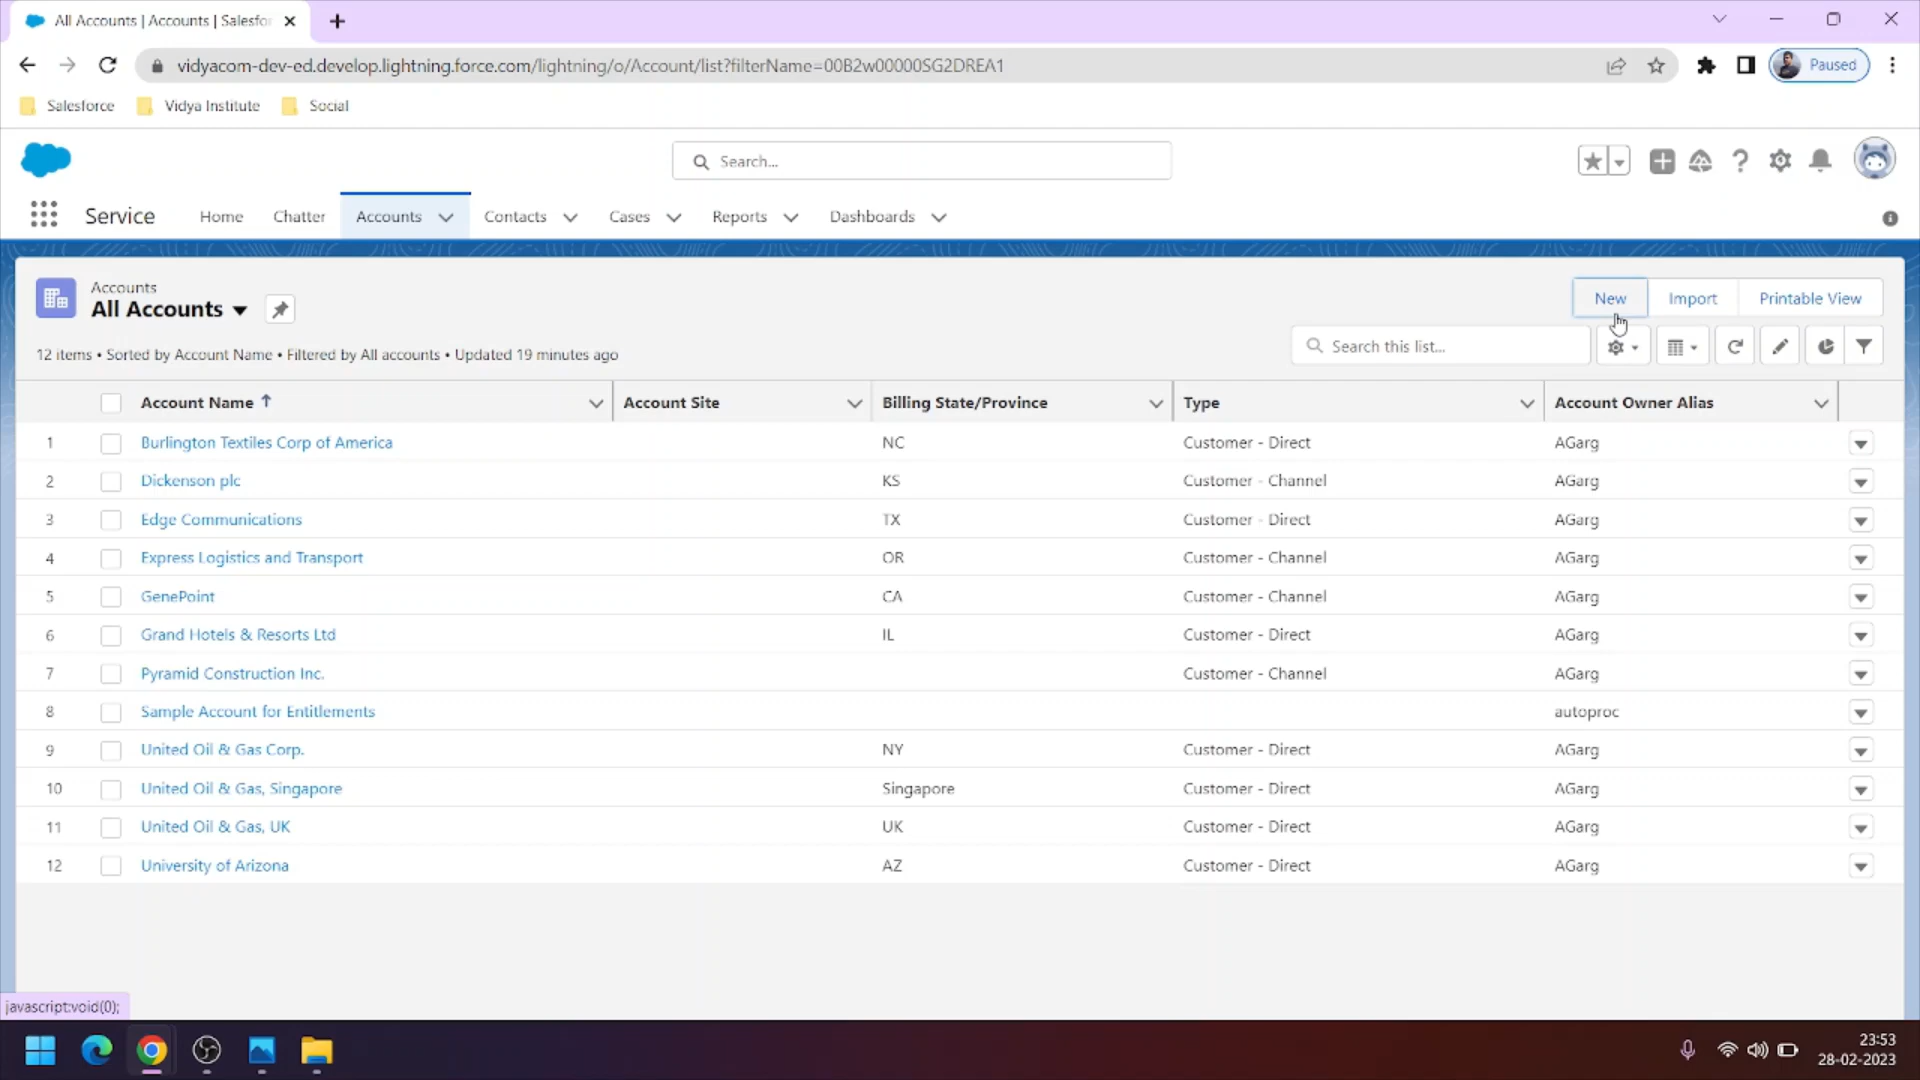 All Accounts | Accounts | Salesfo
vidyacom-dev-ed.develop.lightning.force.com/lightning/o/Account/list?filterName=00B2w00000SG2DREA1
Paused
Salesforce Vidya Institute Social
Search...
Service Home Chatter Accounts Contacts Cases Reports Dashboards
Accounts
All Accounts
New Import Printable View
12 items • Sorted by Account Name • Filtered by All accounts • Updated 19 minutes ago
Search this list...
Account Name Account Site Billing State/Province Type Account Owner Alias
1 Burlington Textiles Corp of America NC Customer - Direct AGarg
2 Dickenson plc KS Customer - Channel AGarg
3 Edge Communications TX Customer - Direct AGarg
4 Express Logistics and Transport OR Customer - Channel AGarg
5 GenePoint CA Customer - Channel AGarg
6 Grand Hotels & Resorts Ltd IL Customer - Direct AGarg
7 Pyramid Construction Inc. Customer - Channel AGarg
8 Sample Account for Entitlements autoproc
9 United Oil & Gas Corp. NY Customer - Direct AGarg
10 United Oil & Gas, Singapore Singapore Customer - Direct AGarg
11 United Oil & Gas, UK UK Customer - Direct AGarg
12 University of Arizona AZ Customer - Direct AGarg
javascript:void(0);
23:53
28-02-2023